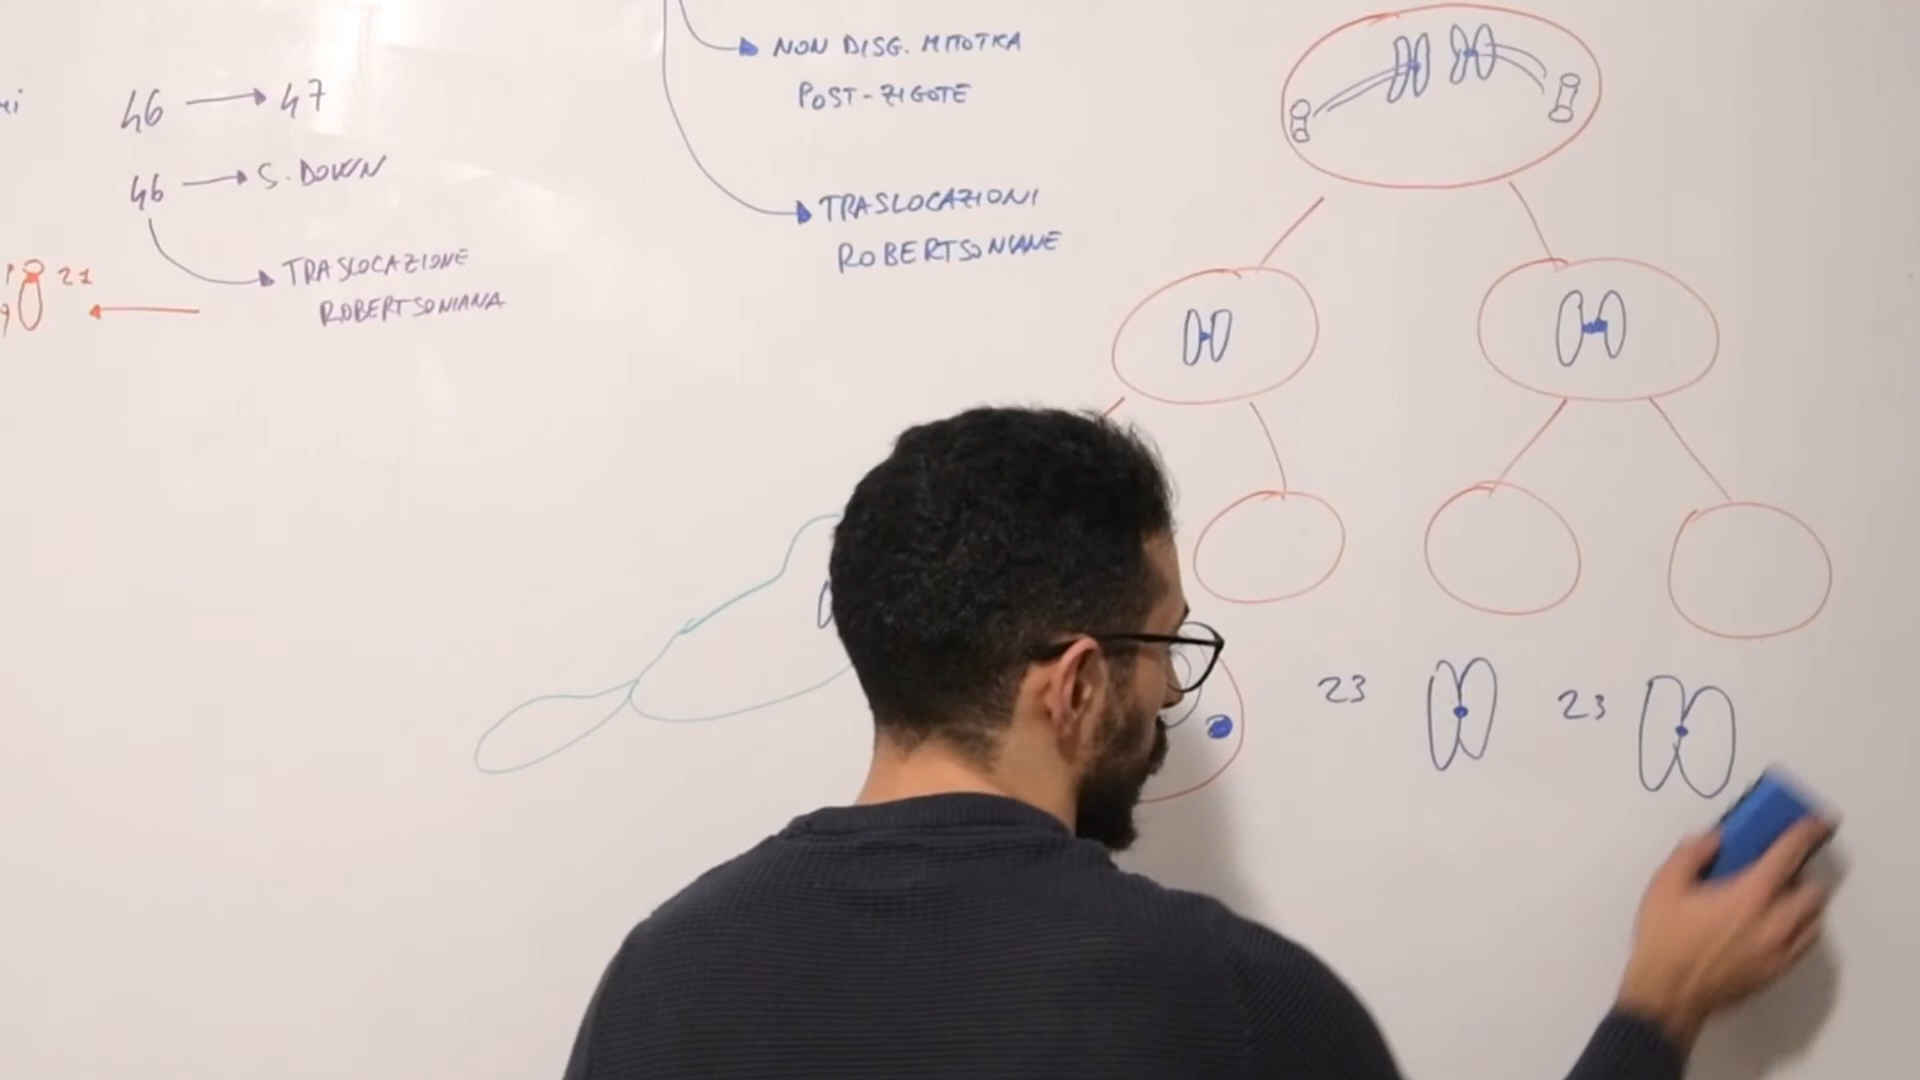 46 → 47
46 → S. DOWN
TRASLOCAZIONE
ROBERTSONIANA
21
NON DISG. MITOTICA
POST-ZIGOTE
TRASLOCAZIONI
ROBERTSONIANE
23
23